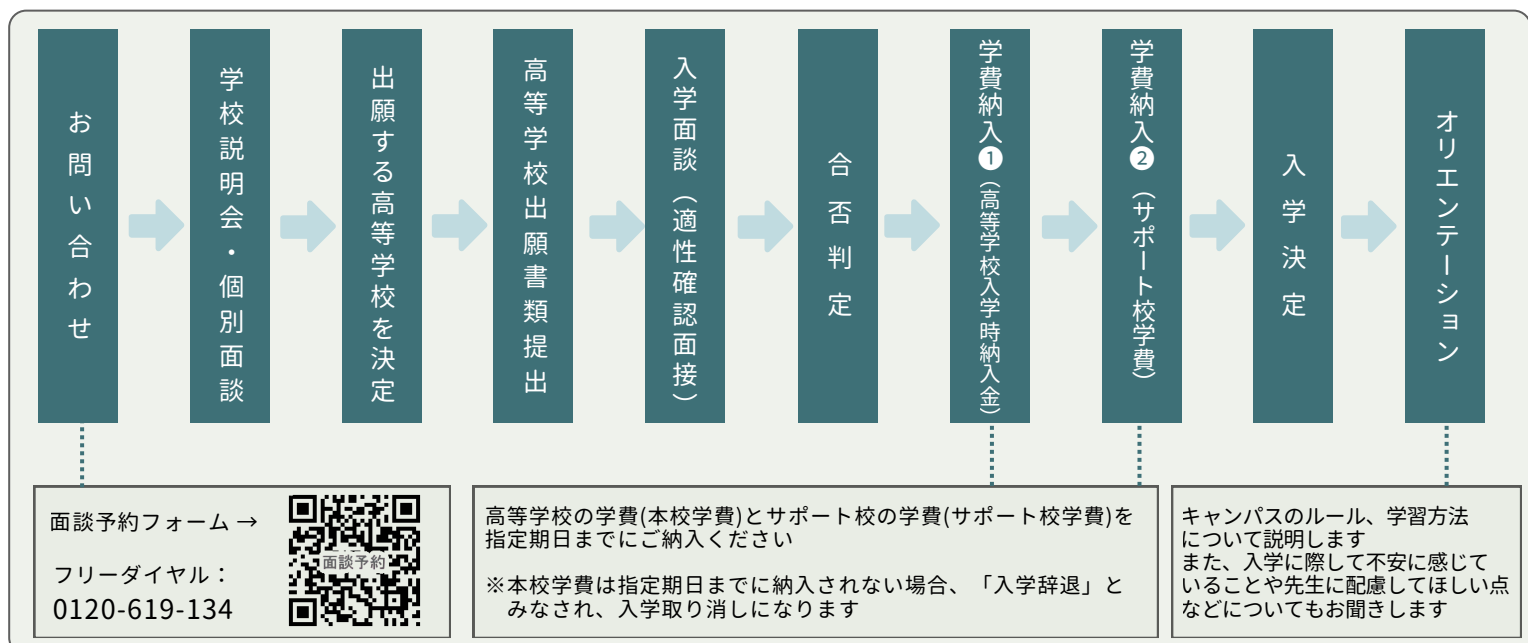 お問い合わせ
学校説明会・個別面談
出願する高等学校を決定
高等学校出願書類提出
入学面談（適性確認面接）
合否判定
学費納入❶（高等学校入学時納入金）
学費納入❷（サポート校学費）
入学決定
オリエンテーション
面談予約フォーム →
面談予約
フリーダイヤル：
0120-619-134
高等学校の学費(本校学費)とサポート校の学費(サポート校学費)を
指定期日までにご納入ください
※本校学費は指定期日までに納入されない場合、「入学辞退」と
みなされ、入学取り消しになります
キャンパスのルール、学習方法
について説明します
また、入学に際して不安に感じて
いることや先生に配慮してほしい点
などについてもお聞きします